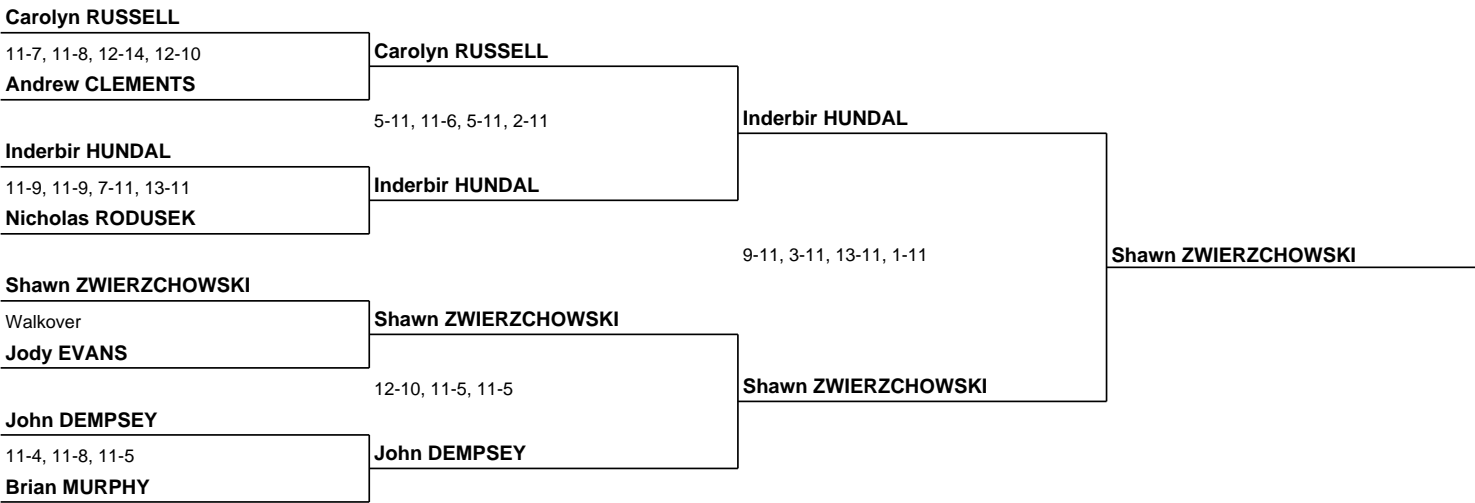 Carolyn RUSSELL
11-7, 11-8, 12-14, 12-10
Andrew CLEMENTS
Inderbir HUNDAL
11-9, 11-9, 7-11, 13-11
Nicholas RODUSEK
Shawn ZWIERZCHOWSKI
Walkover
Jody EVANS
John DEMPSEY
11-4, 11-8, 11-5
Brian MURPHY
Carolyn RUSSELL
5-11, 11-6, 5-11, 2-11
Inderbir HUNDAL
Shawn ZWIERZCHOWSKI
12-10, 11-5, 11-5
John DEMPSEY
Inderbir HUNDAL
9-11, 3-11, 13-11, 1-11
Shawn ZWIERZCHOWSKI
Shawn ZWIERZCHOWSKI